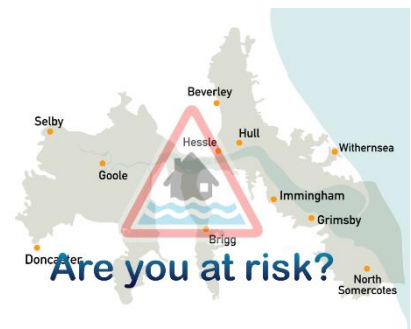 Beverley
Selby
Hull
Hessle
Withernsea
Goole
Immingham
Grimsby
Brigg
Doncaster
Are you at risk?
North
Somercotes